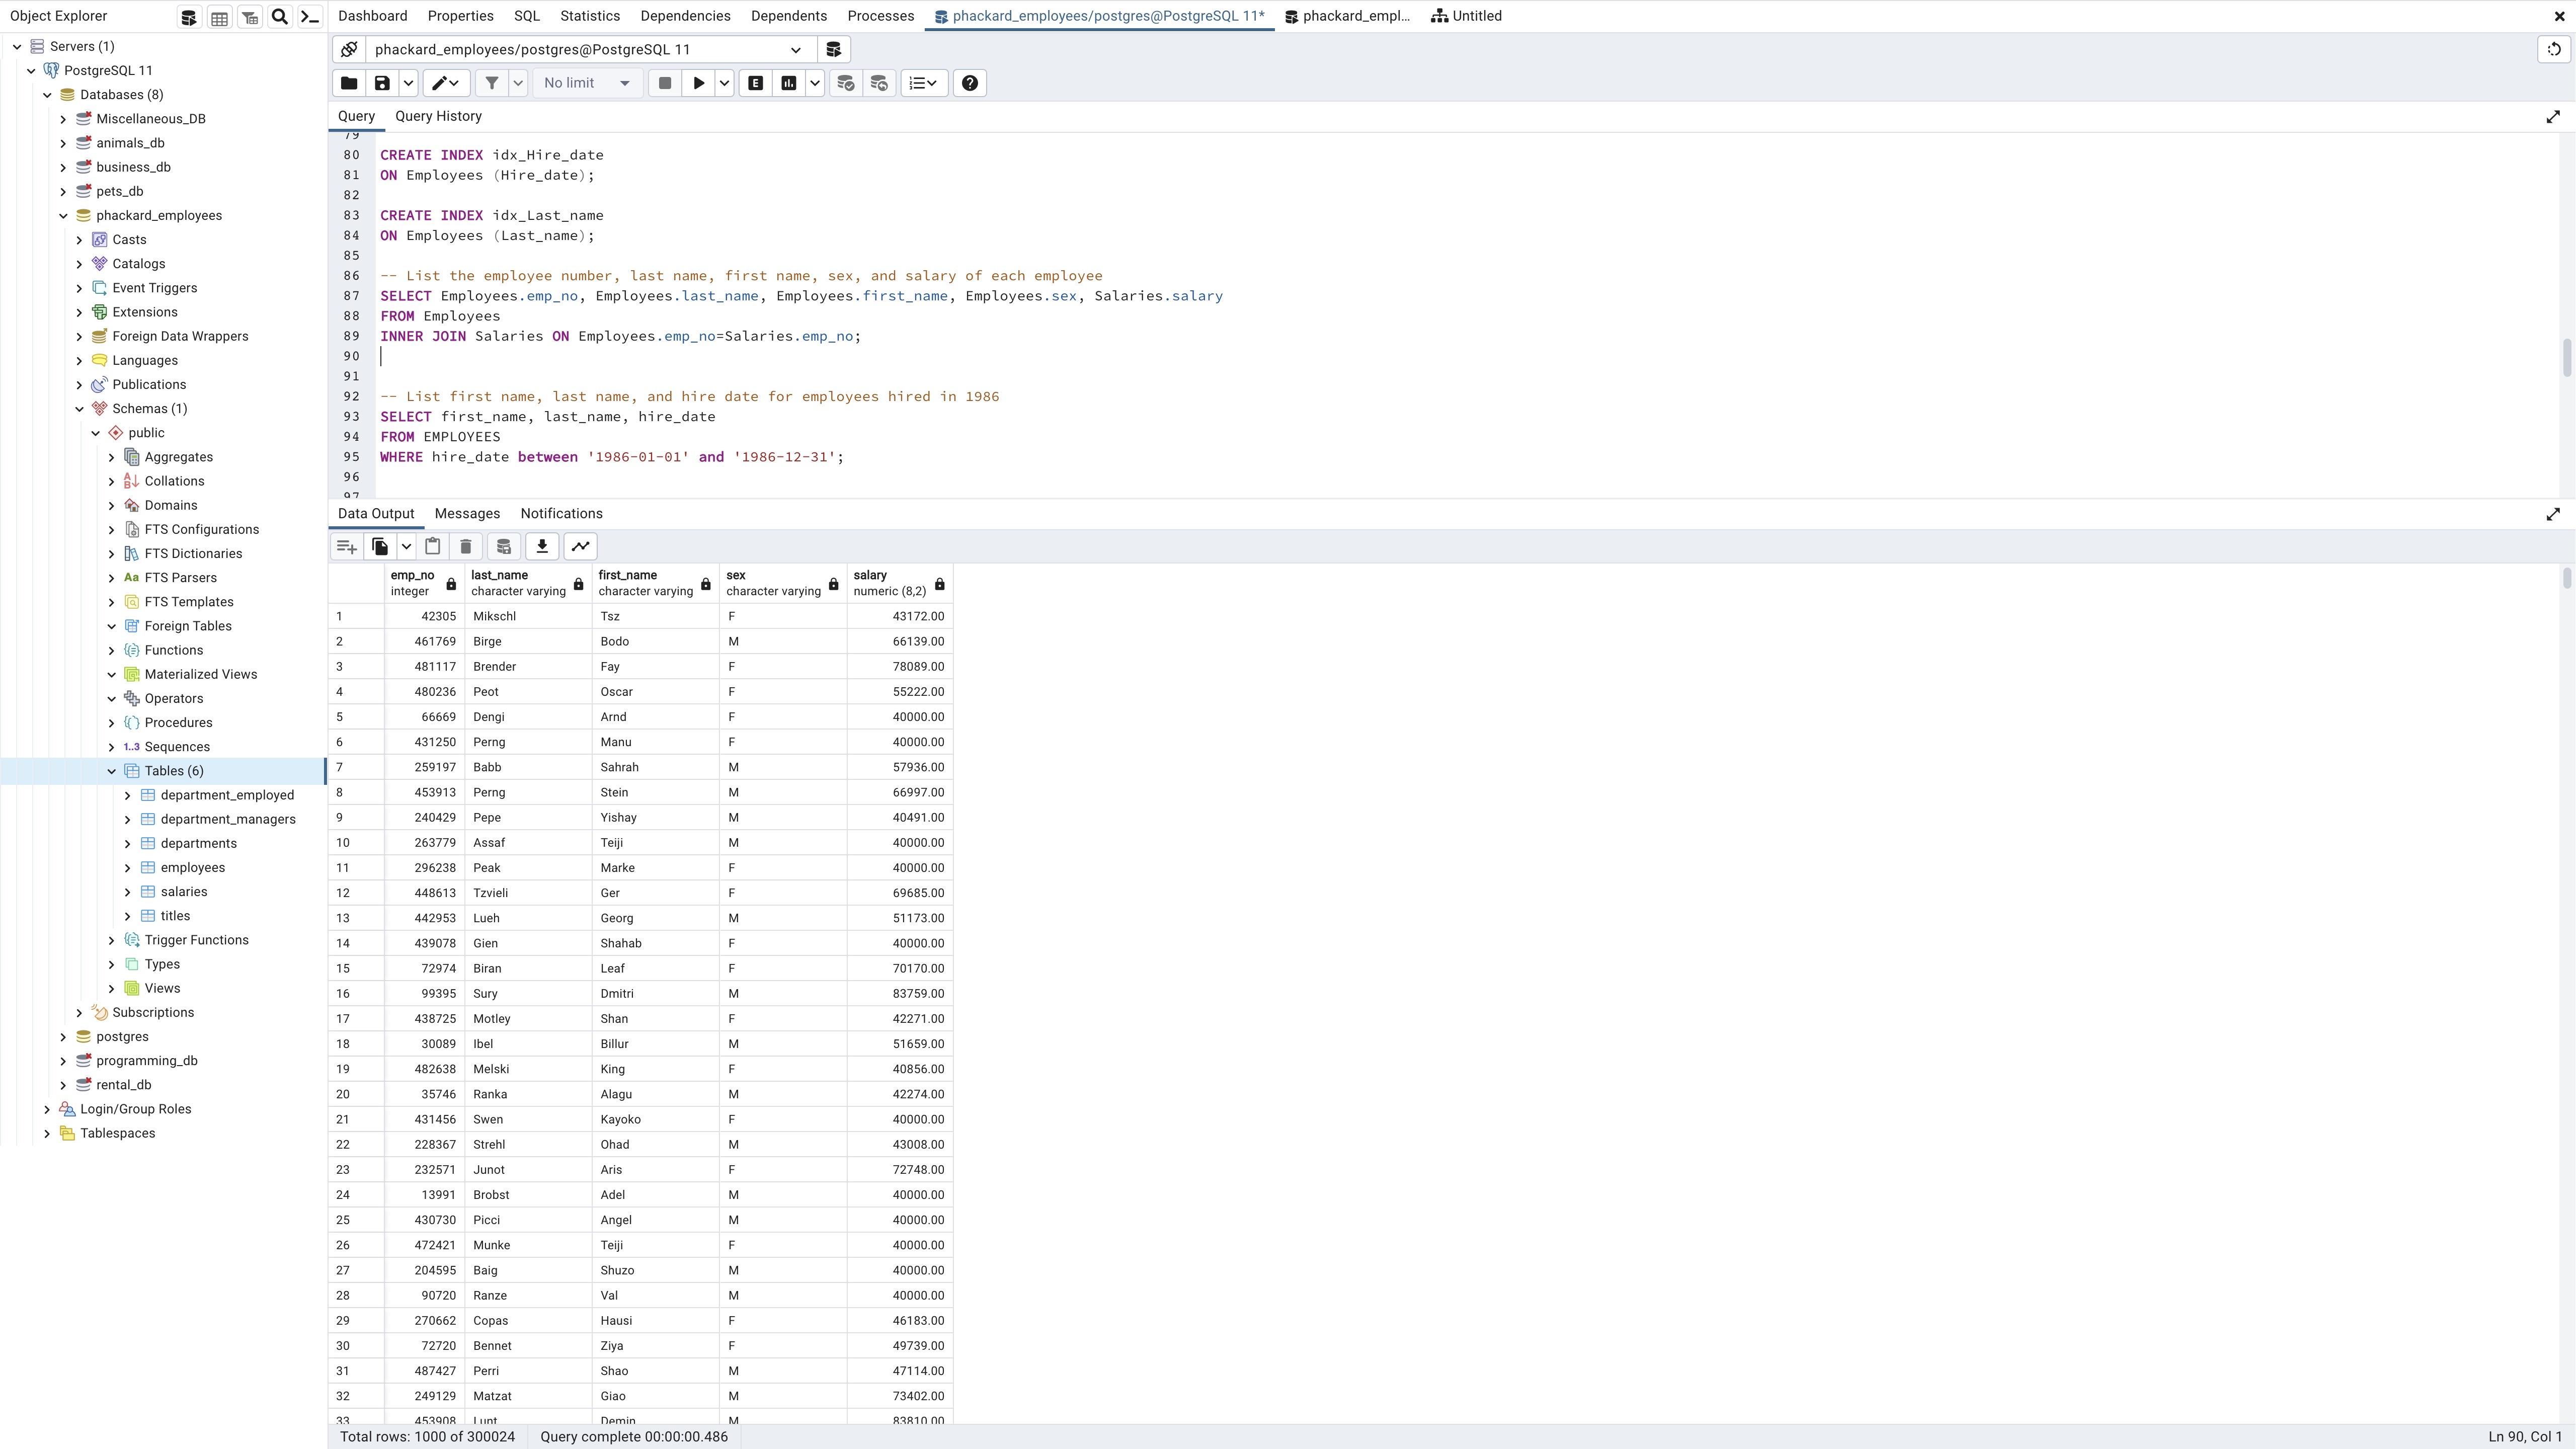 Object Explorer
Dashboard Properties SQL Statistics Dependencies Dependents Processes phackard_employees/postgres@PostgreSQL 11* phackard_empl... Untitled
Servers (1)
PostgreSQL 11
Databases (8)
Miscellaneous_DB
animals_db
business_db
pets_db
phackard_employees
Casts
Catalogs
Event Triggers
Extensions
Foreign Data Wrappers
Languages
Publications
Schemas (1)
public
Aggregates
Collations
Domains
FTS Configurations
FTS Dictionaries
Aa FTS Parsers
FTS Templates
Foreign Tables
Functions
Materialized Views
Operators
Procedures
1..3 Sequences
Tables (6)
department_employed
department_managers
departments
employees
salaries
titles
Trigger Functions
Types
Views
Subscriptions
postgres
programming_db
rental_db
Login/Group Roles
Tablespaces
phackard_employees/postgres@PostgreSQL 11
No limit E
Query Query History
79
80 CREATE INDEX idx_Hire_date
81 ON Employees (Hire_date);
82
83 CREATE INDEX idx_Last_name
84 ON Employees (Last_name);
85
86 -- List the employee number, last name, first name, sex, and salary of each employee
87 SELECT Employees.emp_no, Employees.last_name, Employees.first_name, Employees.sex, Salaries.salary
88 FROM Employees
89 INNER JOIN Salaries ON Employees.emp_no=Salaries.emp_no;
90
91
92 -- List first name, last name, and hire date for employees hired in 1986
93 SELECT first_name, last_name, hire_date
94 FROM EMPLOYEES
95 WHERE hire_date between '1986-01-01' and '1986-12-31';
96
97
Data Output Messages Notifications
emp_no last_name first_name sex salary
integer character varying character varying character varying numeric (8,2)
1 42305 Mikschl Tsz F 43172.00
2 461769 Birge Bodo M 66139.00
3 481117 Brender Fay F 78089.00
4 480236 Peot Oscar F 55222.00
5 66669 Dengi Arnd F 40000.00
6 431250 Perng Manu F 40000.00
7 259197 Babb Sahrah M 57936.00
8 453913 Perng Stein M 66997.00
9 240429 Pepe Yishay M 40491.00
10 263779 Assaf Teiji M 40000.00
11 296238 Peak Marke F 40000.00
12 448613 Tzvieli Ger F 69685.00
13 442953 Lueh Georg M 51173.00
14 439078 Gien Shahab F 40000.00
15 72974 Biran Leaf F 70170.00
16 99395 Sury Dmitri M 83759.00
17 438725 Motley Shan F 42271.00
18 30089 Ibel Billur M 51659.00
19 482638 Melski King F 40856.00
20 35746 Ranka Alagu M 42274.00
21 431456 Swen Kayoko F 40000.00
22 228367 Strehl Ohad M 43008.00
23 232571 Junot Aris F 72748.00
24 13991 Brobst Adel M 40000.00
25 430730 Picci Angel M 40000.00
26 472421 Munke Teiji F 40000.00
27 204595 Baig Shuzo M 40000.00
28 90720 Ranze Val M 40000.00
29 270662 Copas Hausi F 46183.00
30 72720 Bennet Ziya F 49739.00
31 487427 Perri Shao M 47114.00
32 249129 Matzat Giao M 73402.00
33 453908 Lunt Demin M 83810.00
Total rows: 1000 of 300024 Query complete 00:00:00.486 Ln 90, Col 1